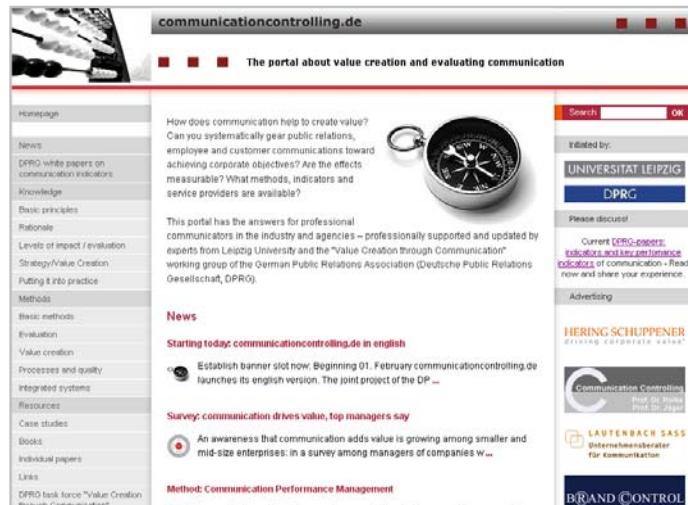 communicationcontrolling.de
The portal about value creation and evaluating communication
Homepage
News
DPRG white papers on
communication indicators
Knowledge
Basic principles
Rationale
Levels of impact / evaluation
Strategy/Value Creation
Putting it into practice
Methods
Basic methods
Evaluation
Value creation
Processes and quality
Integrated systems
Resources
Case studies
Books
Individual papers
Links
DPRG task force "Value Creation
through Communication"
How does communication help to create value?
Can you systematically gear public relations,
employee and customer communications toward
achieving corporate objectives? Are the effects
measurable? What methods, indicators and
service providers are available?
This portal has the answers for professional
communicators in the industry and agencies – professionally supported and updated by
experts from Leipzig University and the "Value Creation through Communication"
working group of the German Public Relations Association (Deutsche Public Relations
Gesellschaft, DPRG).
News
Starting today: communicationcontrolling.de in english
Establish banner slot now. Beginning 01. February communicationcontrolling.de
launches its english version. The joint project of the DP ...
Survey: communication drives value, top managers say
An awareness that communication adds value is growing among smaller and
mid-size enterprises: in a survey among managers of companies w...
Method: Communication Performance Management
Search
OK
Initiated by:
UNIVERSITÄT LEIPZIG
DPRG
Please discuss!
Current DPRG-papers:
indicators and key perfomance
indicators of communication - Read
now and share your experience.
Advertising
HERING SCHUPPENER
driving corporate value
Communication Controlling
Prof. Dr. Rolke
Prof. Dr. Jäger
LAUTENBACH SASS
Unternehmensberater
für Kommunikation
BRAND CONTROL